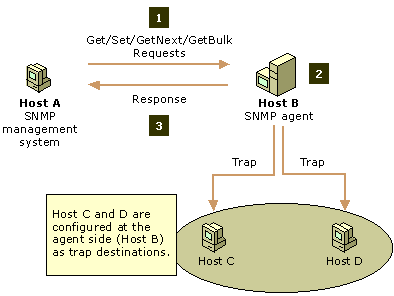 1
Get/Set/GetNext/GetBulk
Requests
2
Host A
SNMP
management
system
Response
3
Host B
SNMP agent
Trap
Trap
Host C and D are
configured at the
agent side (Host B)
as trap destinations.
Host C
Host D